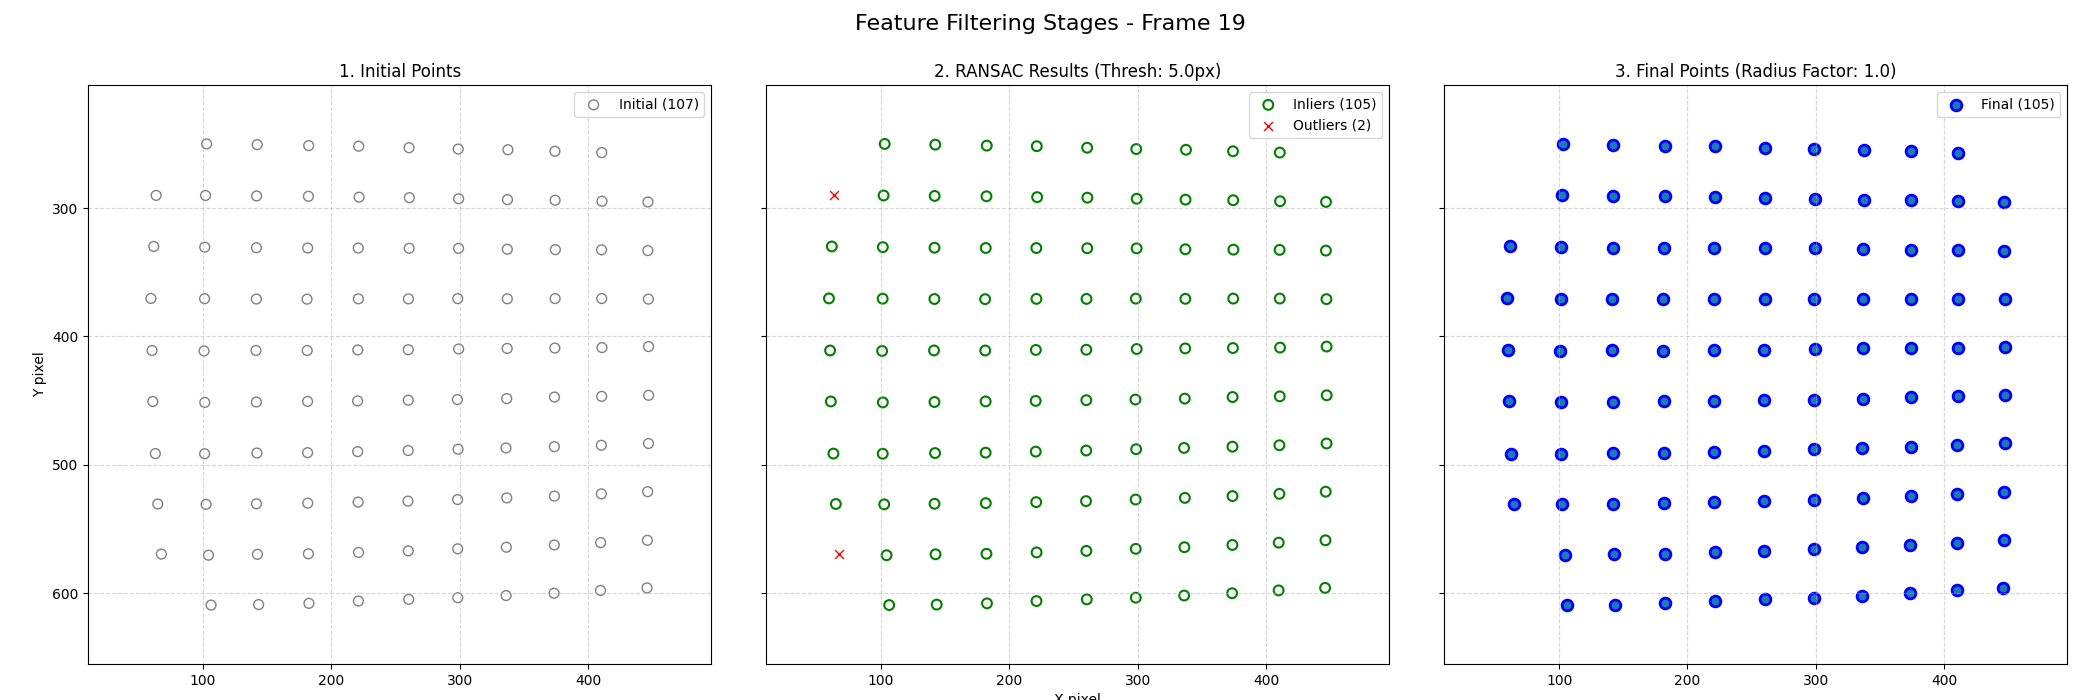 Feature Filtering Stages - Frame 19
1. Initial Points
Initial (107)
300
400
500
600
Y pixel
100
200
300
400
2. RANSAC Results (Thresh: 5.0px)
Inliers (105)
Outliers (2)
100
200
300
400
X pixel
3. Final Points (Radius Factor: 1.0)
Final (105)
100
200
300
400